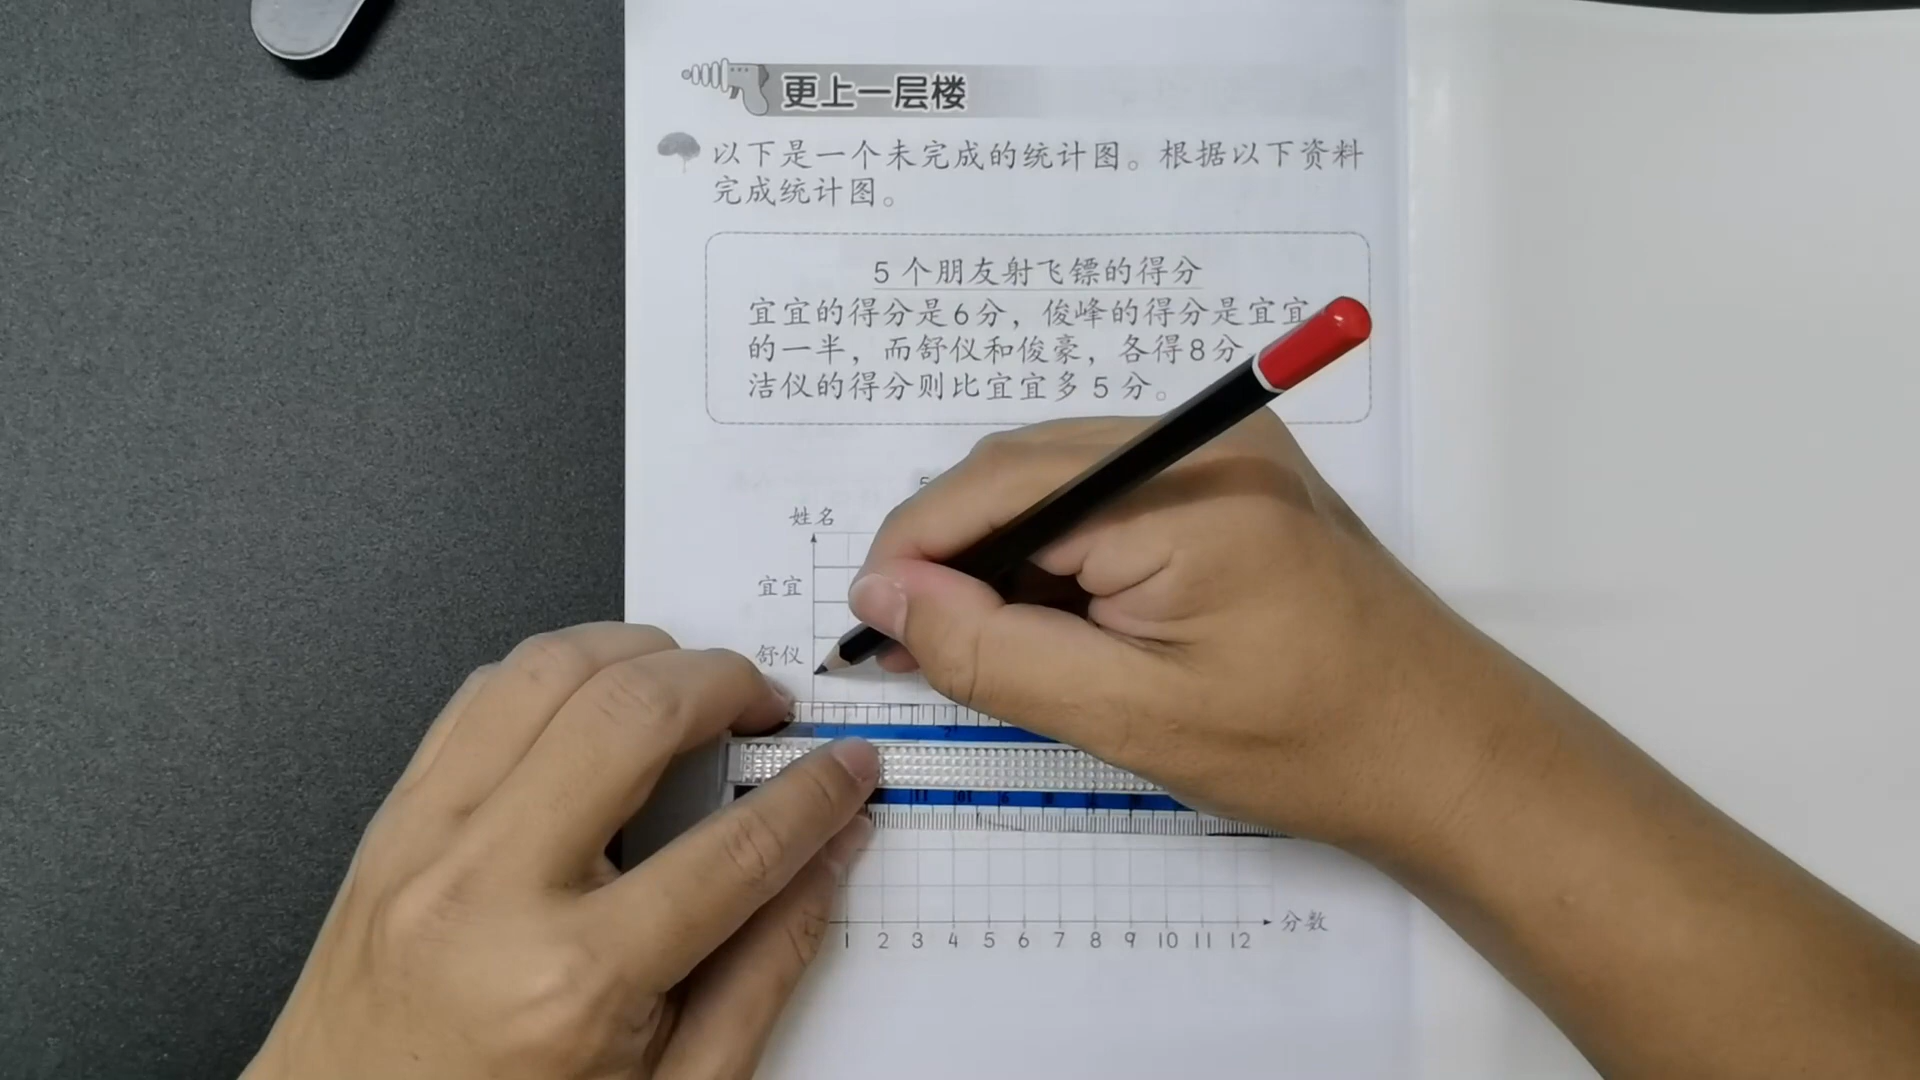 更上一层楼
以下是一个未完成的统计图。根据以下资料
完成统计图。
5 个朋友射飞镖的得分
宜宜的得分是6分，俊峰的得分是宜宜
的一半，而舒仪和俊豪，各得8分
洁仪的得分则比宜宜多 5 分。
5
姓名
宜宜
舒仪
1 2 3 4 5 6 7 8 9 10 11 12 分数